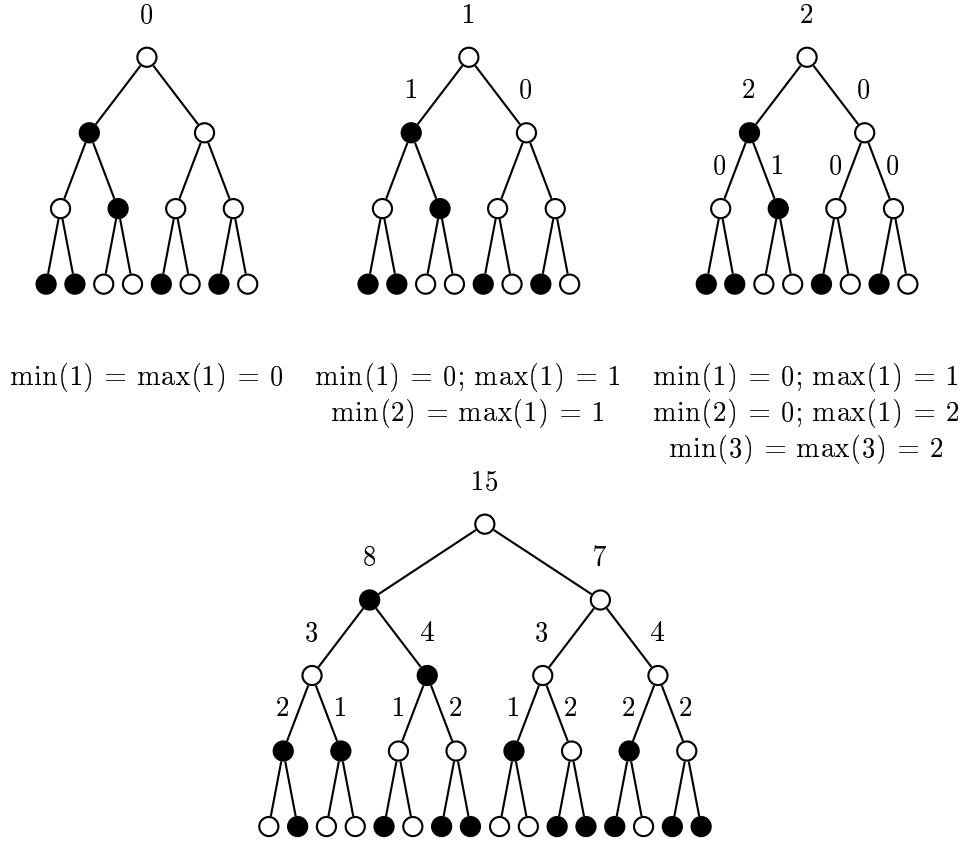 0 1 2
1 0 2 0
0 1 0 0
min(1) = max(1) = 0 min(1) = 0; max(1) = 1 min(1) = 0; max(1) = 1
min(2) = max(1) = 1 min(2) = 0; max(1) = 2
min(3) = max(3) = 2
15
8 7
3 4 3 4
2 1 1 2 1 2 2 2